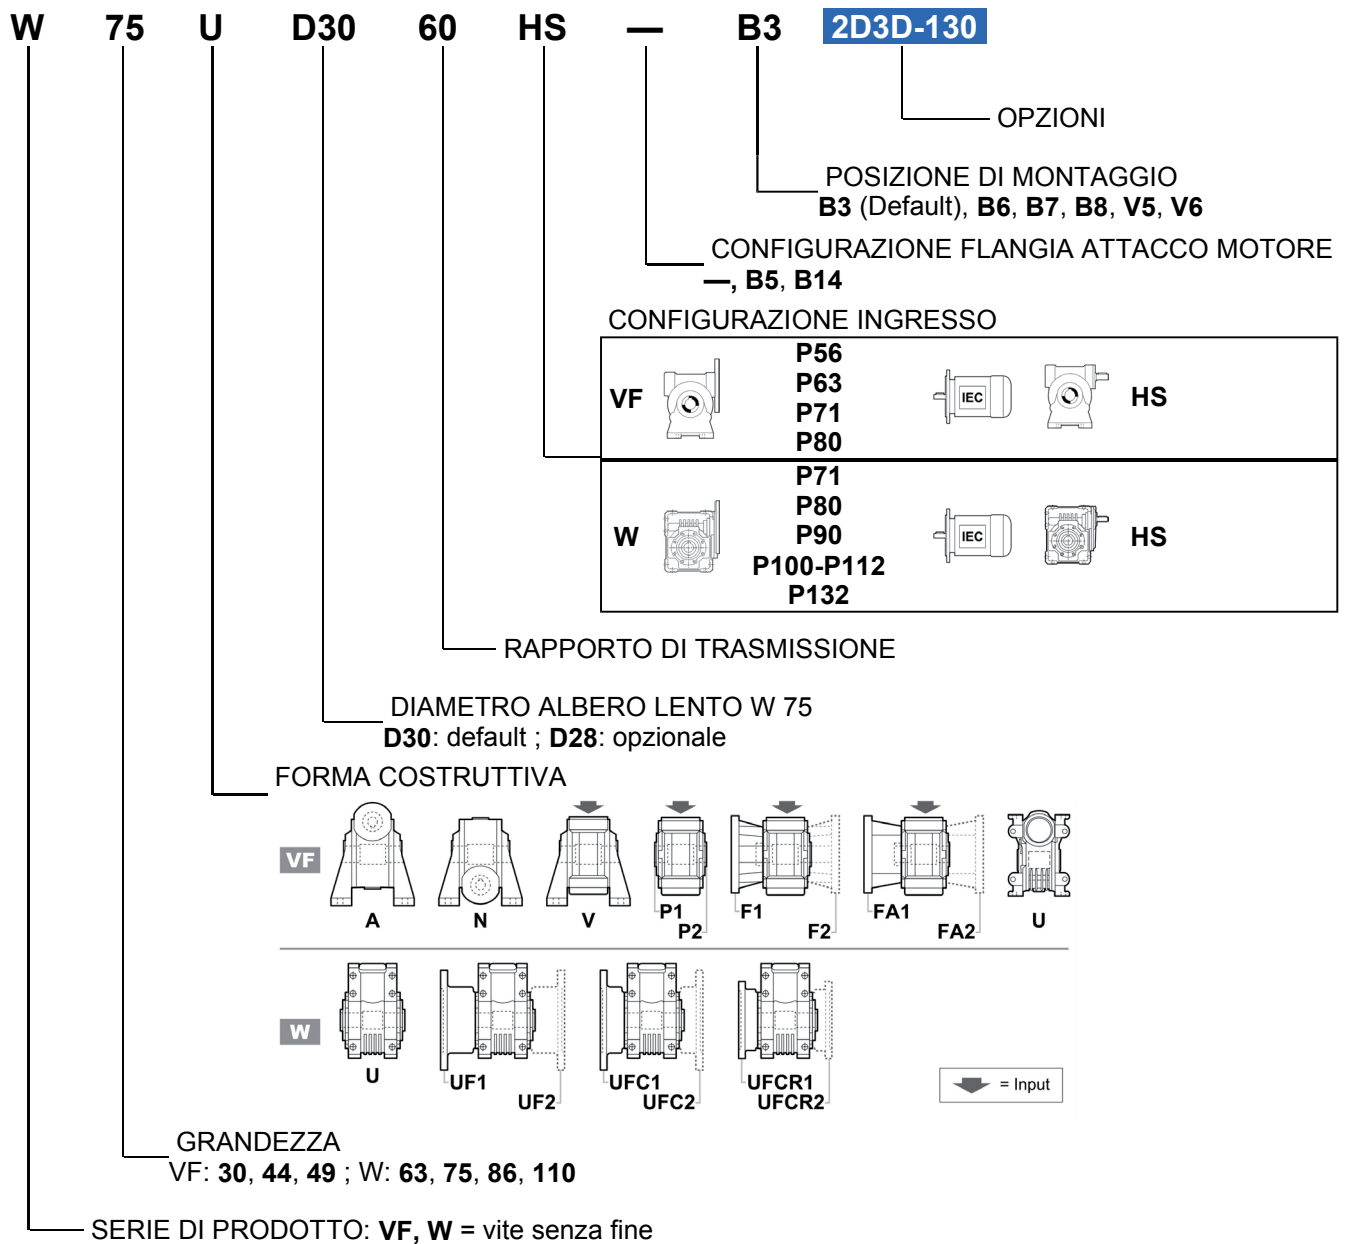 W 75 U D30 60 HS — B3 2D3D-130
OPZIONI
POSIZIONE DI MONTAGGIO
B3 (Default), B6, B7, B8, V5, V6
CONFIGURAZIONE FLANGIA ATTACCO MOTORE
—, B5, B14
CONFIGURAZIONE INGRESSO
P56
P63
VF IEC HS
P71
P80
P71
P80
W P90 IEC HS
P100-P112
P132
RAPPORTO DI TRASMISSIONE
DIAMETRO ALBERO LENTO W 75
D30: default ; D28: opzionale
FORMA COSTRUTTIVA
VF
A N V P1 P2 F1 F2 FA1 FA2 U
W
U UF1 UF2 UFC1 UFC2 UFCR1 UFCR2
= Input
GRANDEZZA
VF: 30, 44, 49 ; W: 63, 75, 86, 110
SERIE DI PRODOTTO: VF, W = vite senza fine